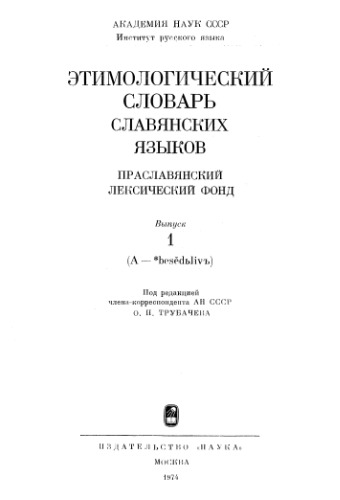 АКАДЕМИЯ НАУК СССР
Институт русского языка
ЭТИМОЛОГИЧЕСКИЙ
СЛОВАРЬ
СЛАВЯНСКИХ
ЯЗЫКОВ
ПРАСЛАВЯНСКИЙ
ЛЕКСИЧЕСКИЙ ФОНД
Выпуск
1
(A — *besědьlivъ)
Под редакцией
члена-корреспондента АН СССР
О. Н. ТРУБАЧЕВА
ИЗДАТЕЛЬСТВО «НАУКА»
Москва
1974